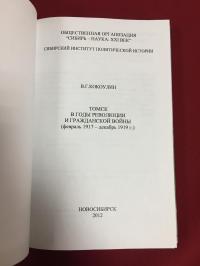 ОБЩЕСТВЕННАЯ ОРГАНИЗАЦИЯ
"СИБИРЬ – НАУКА: XXI ВЕК"
СИБИРСКИЙ ИНСТИТУТ ПОЛИТИЧЕСКОЙ ИСТОРИИ
В.Г.КОКОУЛИН
ТОМСК
В ГОДЫ РЕВОЛЮЦИИ
И ГРАЖДАНСКОЙ ВОЙНЫ
(февраль 1917 – декабрь 1919 г.)
НОВОСИБИРСК
2012